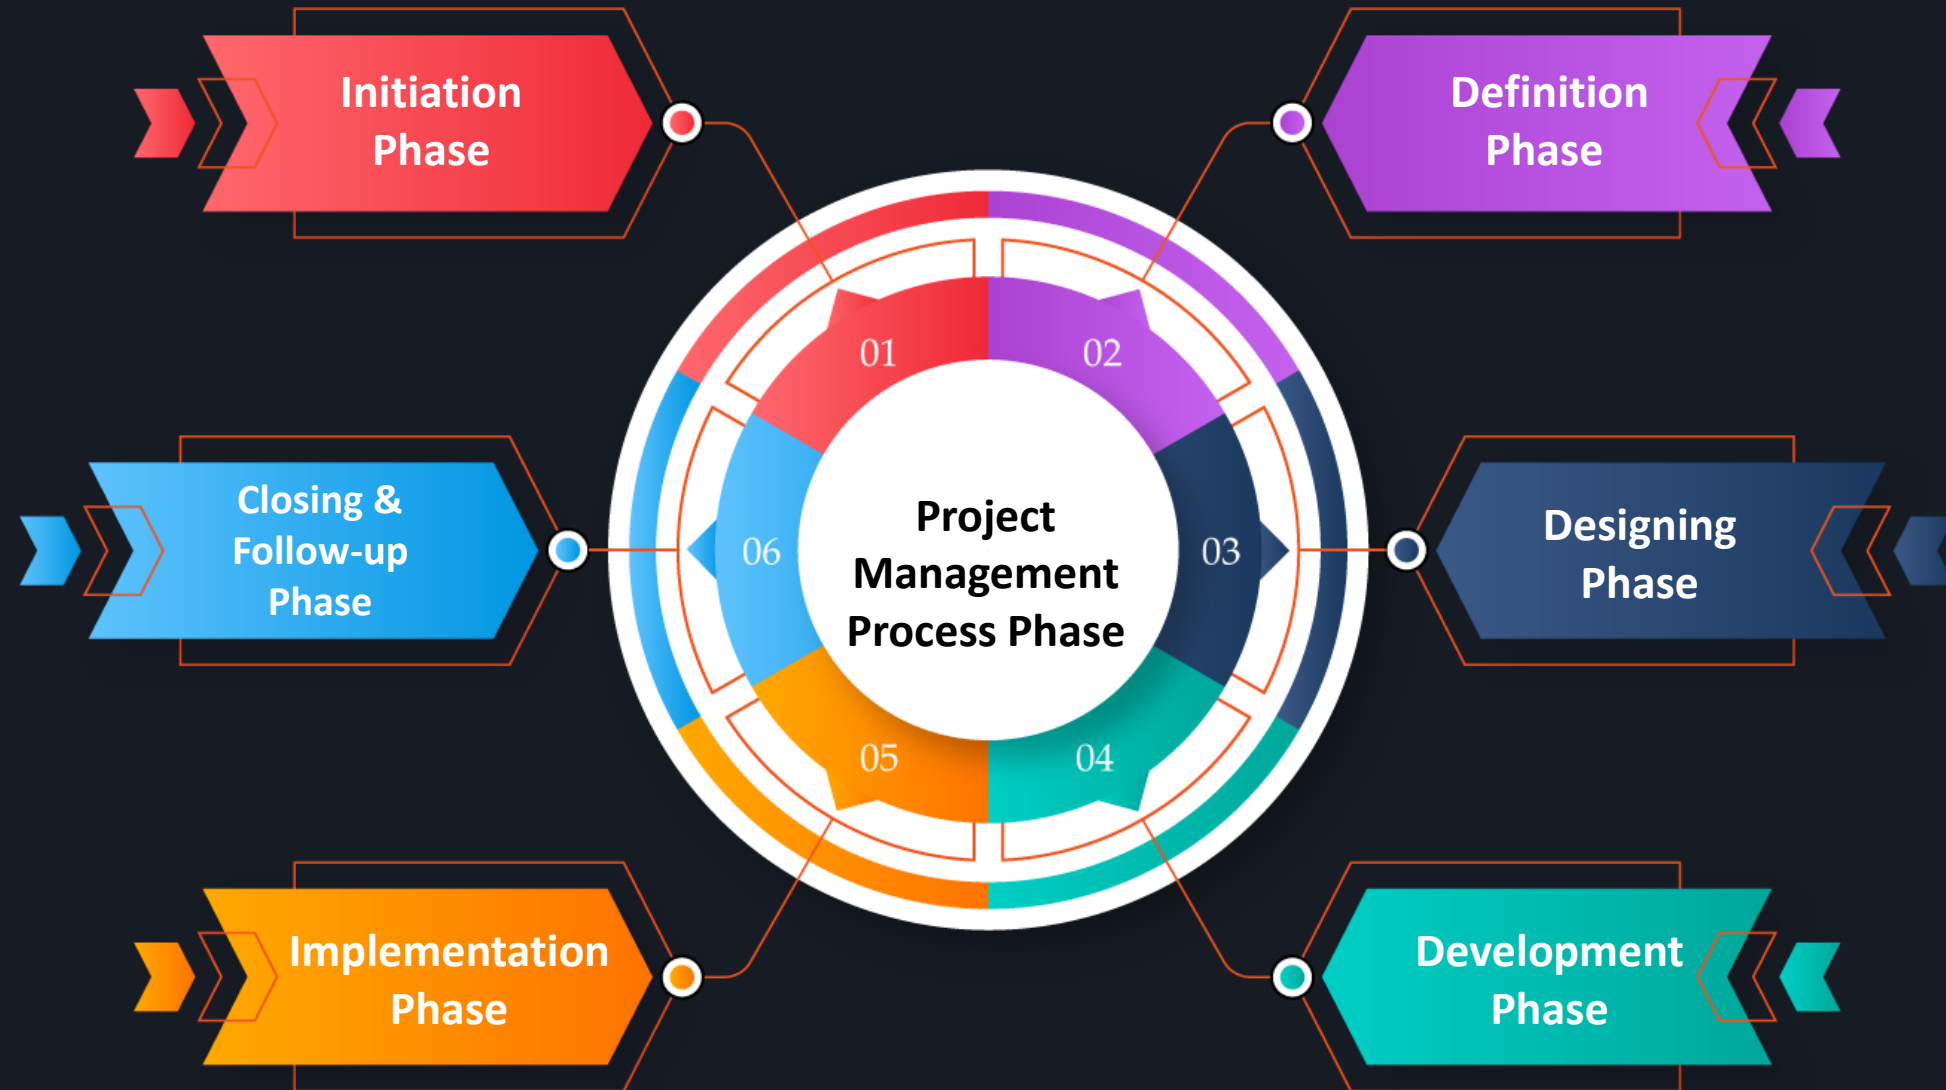 Initiation
Phase
Definition
Phase
01
02
Closing &
Follow-up
Phase
06
Project
Management
Process Phase
03
Designing
Phase
05
04
Implementation
Phase
Development
Phase